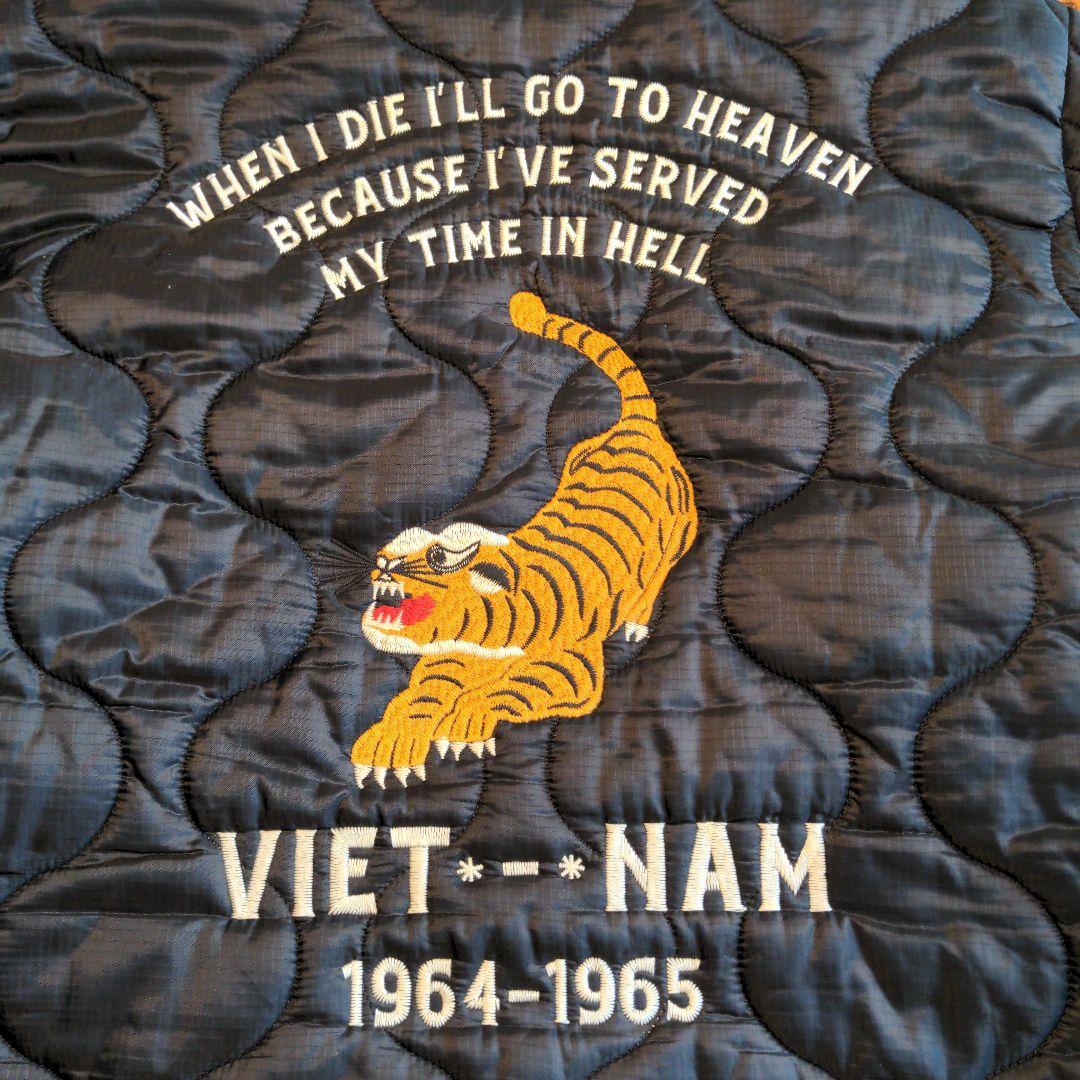 WHEN I DIE I'LL GO TO HEAVEN
BECAUSE I'VE SERVED
MY TIME IN HELL
VIET*-*NAM
1964-1965